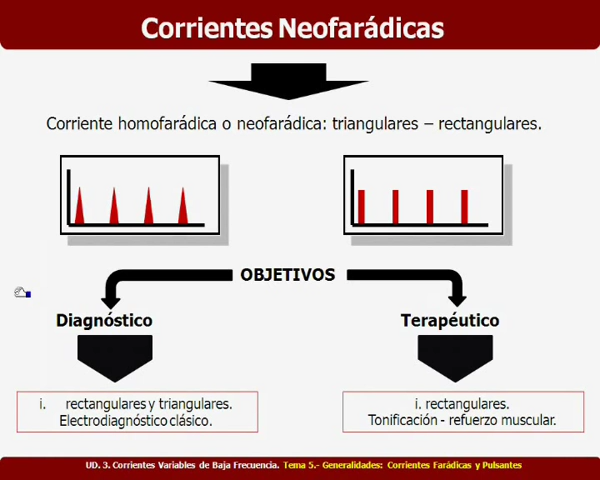 Corrientes Neofarádicas
Corriente homofarádica o neofarádica: triangulares – rectangulares.
OBJETIVOS
Diagnóstico
Terapéutico
i. rectangulares y triangulares.
Electrodiagnóstico clásico.
i. rectangulares.
Tonificación - refuerzo muscular.
UD. 3. Corrientes Variables de Baja Frecuencia. Tema 5.- Generalidades: Corrientes Farádicas y Pulsantes